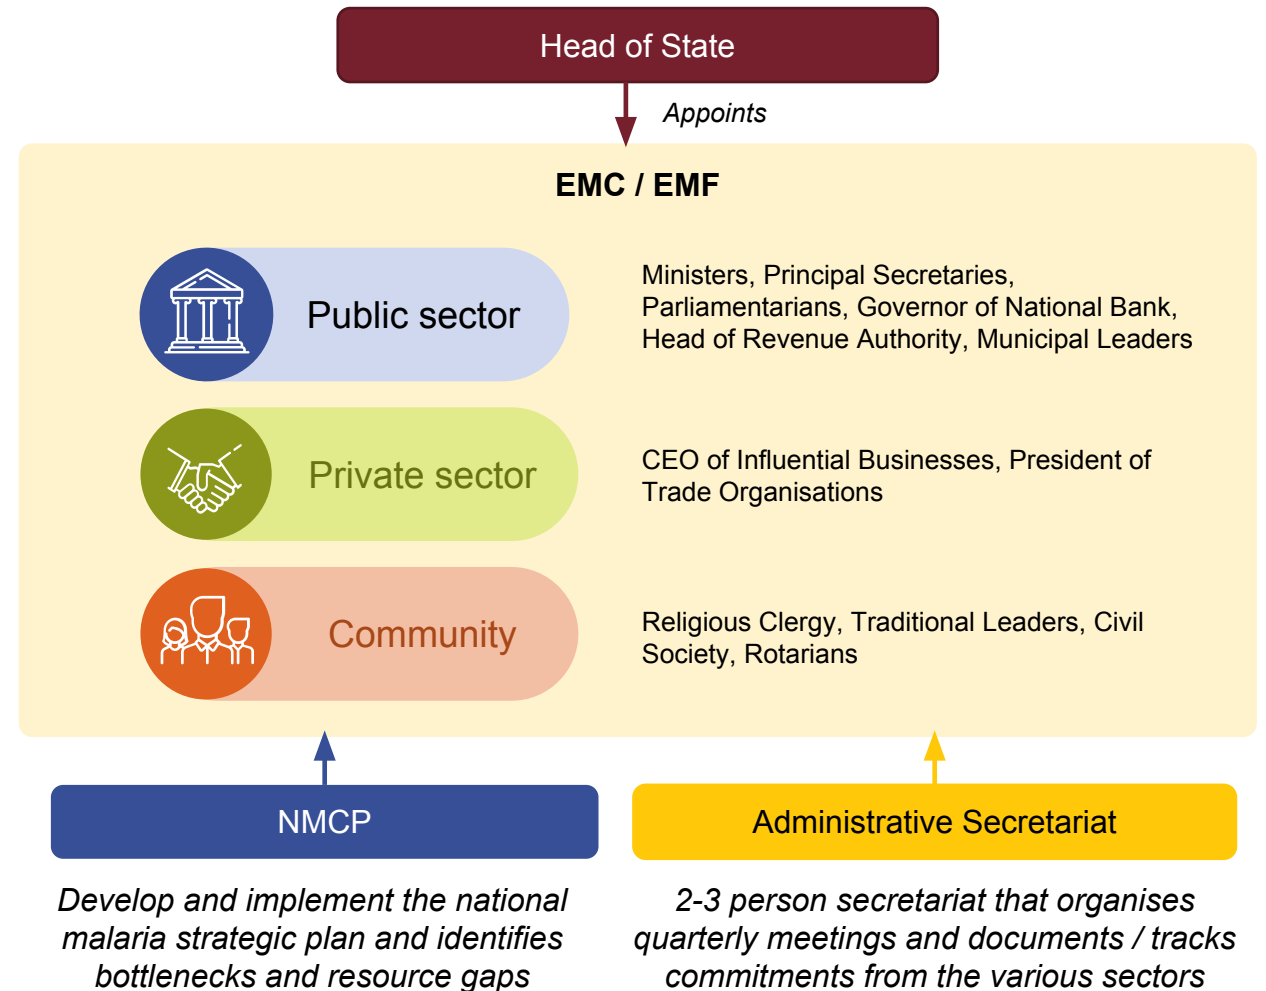 Head of State
Appoints
EMC / EMF
Public sector
Ministers, Principal Secretaries,
Parliamentarians, Governor of National Bank,
Head of Revenue Authority, Municipal Leaders
Private sector
CEO of Influential Businesses, President of
Trade Organisations
Community
Religious Clergy, Traditional Leaders, Civil
Society, Rotarians
NMCP
Develop and implement the national
malaria strategic plan and identifies
bottlenecks and resource gaps
Administrative Secretariat
2-3 person secretariat that organises
quarterly meetings and documents / tracks
commitments from the various sectors